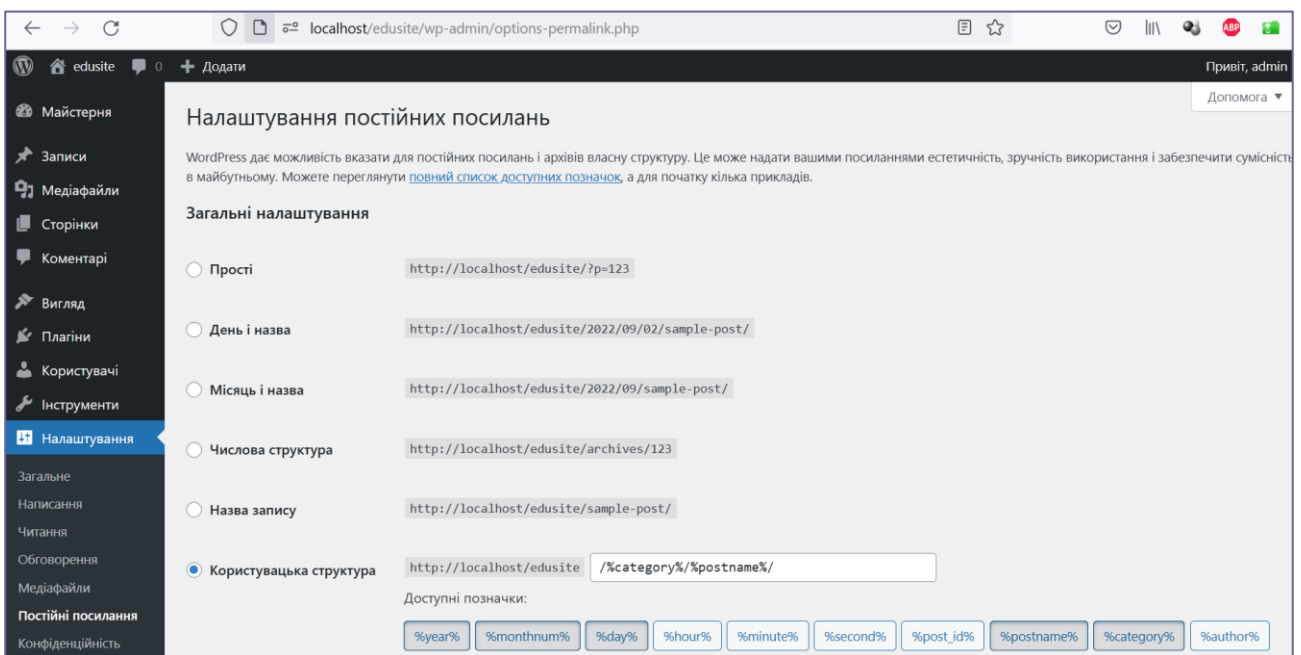 localhost/edusite/wp-admin/options-permalink.php
ABP
edusite 0 Додати Привіт, admin
Допомога
Майстерня
Записи
Медіафайли
Сторінки
Коментарі
Вигляд
Плагіни
Користувачі
Інструменти
Налаштування
Загальне
Написання
Читання
Обговорення
Медіафайли
Постійні посилання
Конфіденційність
Налаштування постійних посилань
WordPress дає можливість вказати для постійних посилань і архівів власну структуру. Це може надати вашими посиланнями естетичність, зручність використання і забезпечити сумісність
в майбутньому. Можете переглянути повний список доступних позначок, а для початку кілька прикладів.
Загальні налаштування
Прості http://localhost/edusite/?p=123
День і назва http://localhost/edusite/2022/09/02/sample-post/
Місяць і назва http://localhost/edusite/2022/09/sample-post/
Числова структура http://localhost/edusite/archives/123
Назва запису http://localhost/edusite/sample-post/
Користувацька структура http://localhost/edusite /%category%/%postname%/
Доступні позначки:
%year% %monthnum% %day% %hour% %minute% %second% %post_id% %postname% %category% %author%